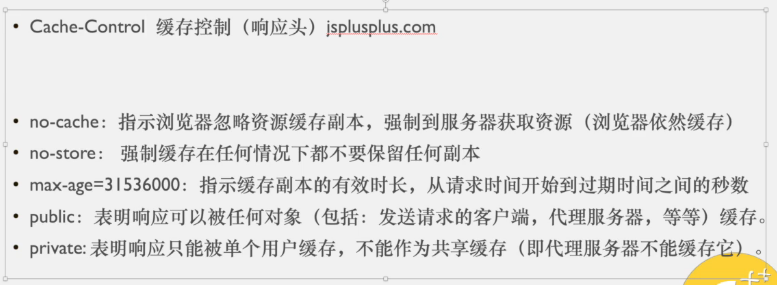 • Cache-Control 缓存控制（响应头）jsplusplus.com
• no-cache：指示浏览器忽略资源缓存副本，强制到服务器获取资源（浏览器依然缓存）
• no-store： 强制缓存在任何情况下都不要保留任何副本
• max-age=31536000：指示缓存副本的有效时长，从请求时间开始到过期时间之间的秒数
• public：表明响应可以被任何对象（包括：发送请求的客户端，代理服务器，等等）缓存。
• private: 表明响应只能被单个用户缓存，不能作为共享缓存（即代理服务器不能缓存它）。